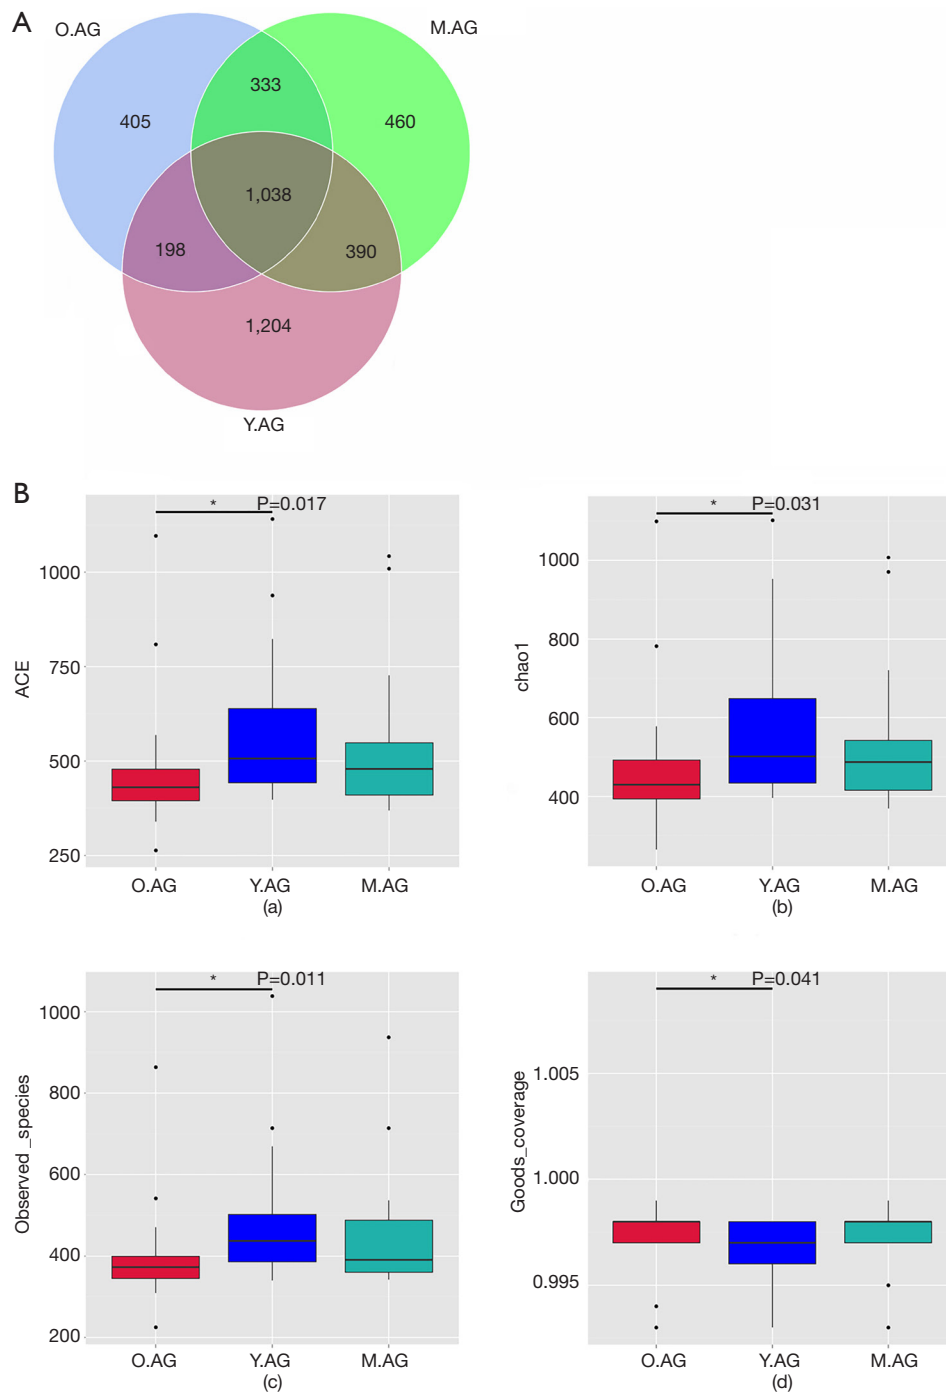 A
O.AG
M.AG
333
405
460
1,038
198
390
1,204
Y.AG
B
* P=0.017
1000
750
500
250
ACE
O.AG Y.AG M.AG
(a)
* P=0.031
1000
800
600
400
chao1
O.AG Y.AG M.AG
(b)
* P=0.011
1000
800
600
400
200
Observed _species
O.AG Y.AG M.AG
(c)
* P=0.041
1.005
1.000
0.995
Goods_coverage
O.AG Y.AG M.AG
(d)